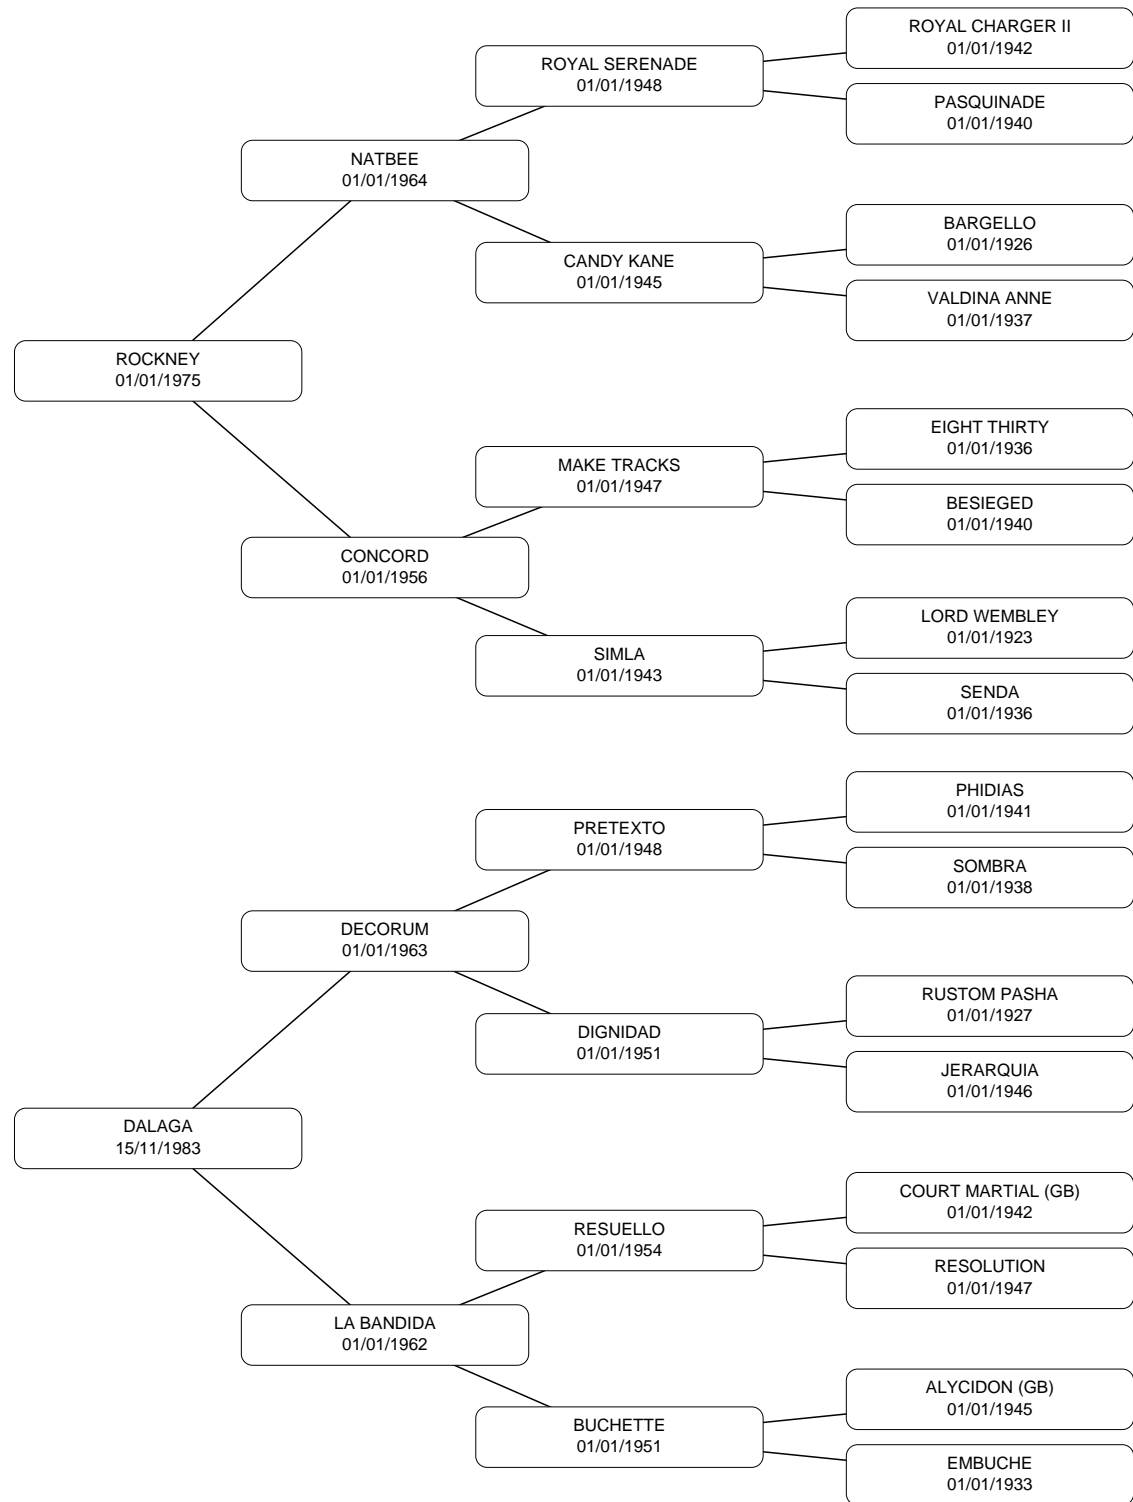 ROYAL CHARGER II
01/01/1942
ROYAL SERENADE
01/01/1948
PASQUINADE
01/01/1940
NATBEE
01/01/1964
BARGELLO
01/01/1926
CANDY KANE
01/01/1945
VALDINA ANNE
01/01/1937
ROCKNEY
01/01/1975
EIGHT THIRTY
01/01/1936
MAKE TRACKS
01/01/1947
BESIEGED
01/01/1940
CONCORD
01/01/1956
LORD WEMBLEY
01/01/1923
SIMLA
01/01/1943
SENDA
01/01/1936
PHIDIAS
01/01/1941
PRETEXTO
01/01/1948
SOMBRA
01/01/1938
DECORUM
01/01/1963
RUSTOM PASHA
01/01/1927
DIGNIDAD
01/01/1951
JERARQUIA
01/01/1946
DALAGA
15/11/1983
COURT MARTIAL (GB)
01/01/1942
RESUELLO
01/01/1954
RESOLUTION
01/01/1947
LA BANDIDA
01/01/1962
ALYCIDON (GB)
01/01/1945
BUCHETTE
01/01/1951
EMBUCHE
01/01/1933